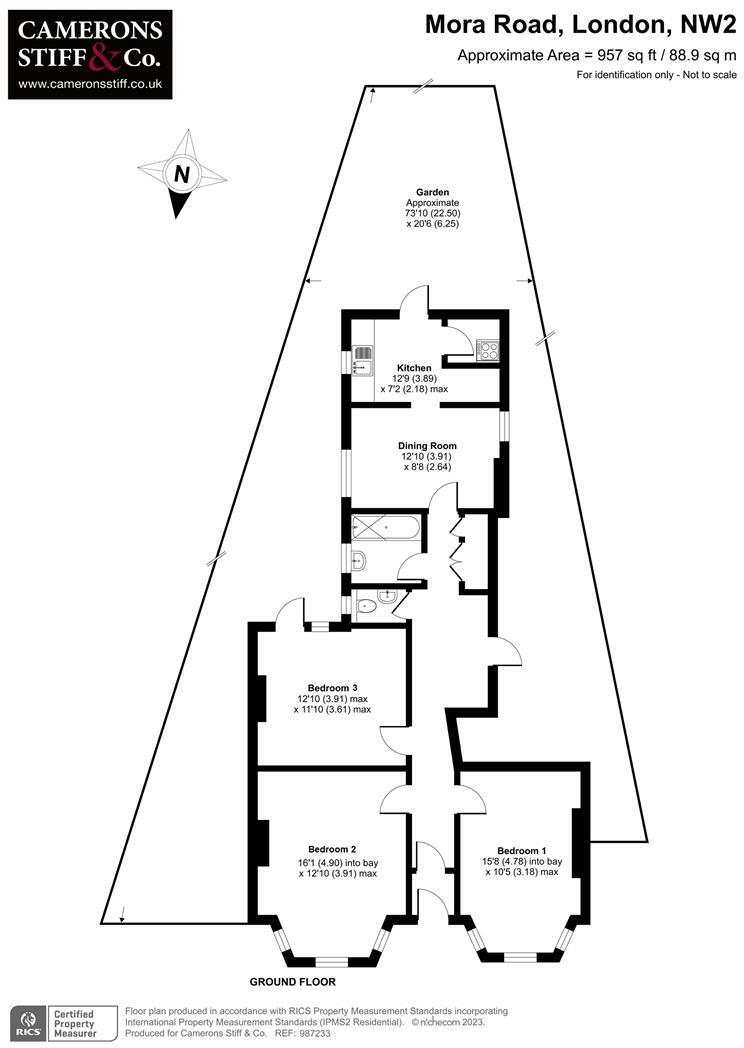 CAMERONS
STIFF & Co.
www.cameronsstiff.co.uk
Mora Road, London, NW2
Approximate Area = 957 sq ft / 88.9 sq m
For identification only - Not to scale
N
Garden
Approximate
73'10 (22.50)
x 20'6 (6.25)
Kitchen
12'9 (3.89)
x 7'2 (2.18) max
Dining Room
12'10 (3.91)
x 8'8 (2.64)
Bedroom 3
12'10 (3.91) max
x 11'10 (3.61) max
Bedroom 2
16'1 (4.90) into bay
x 12'10 (3.91) max
Bedroom 1
15'8 (4.78) into bay
x 10'5 (3.18) max
GROUND FLOOR
RICS
Certified
Property
Measurer
Floor plan produced in accordance with RICS Property Measurement Standards incorporating
International Property Measurement Standards (IPMS2 Residential). © nichecom 2023.
Produced for Camerons Stiff & Co. REF: 987233